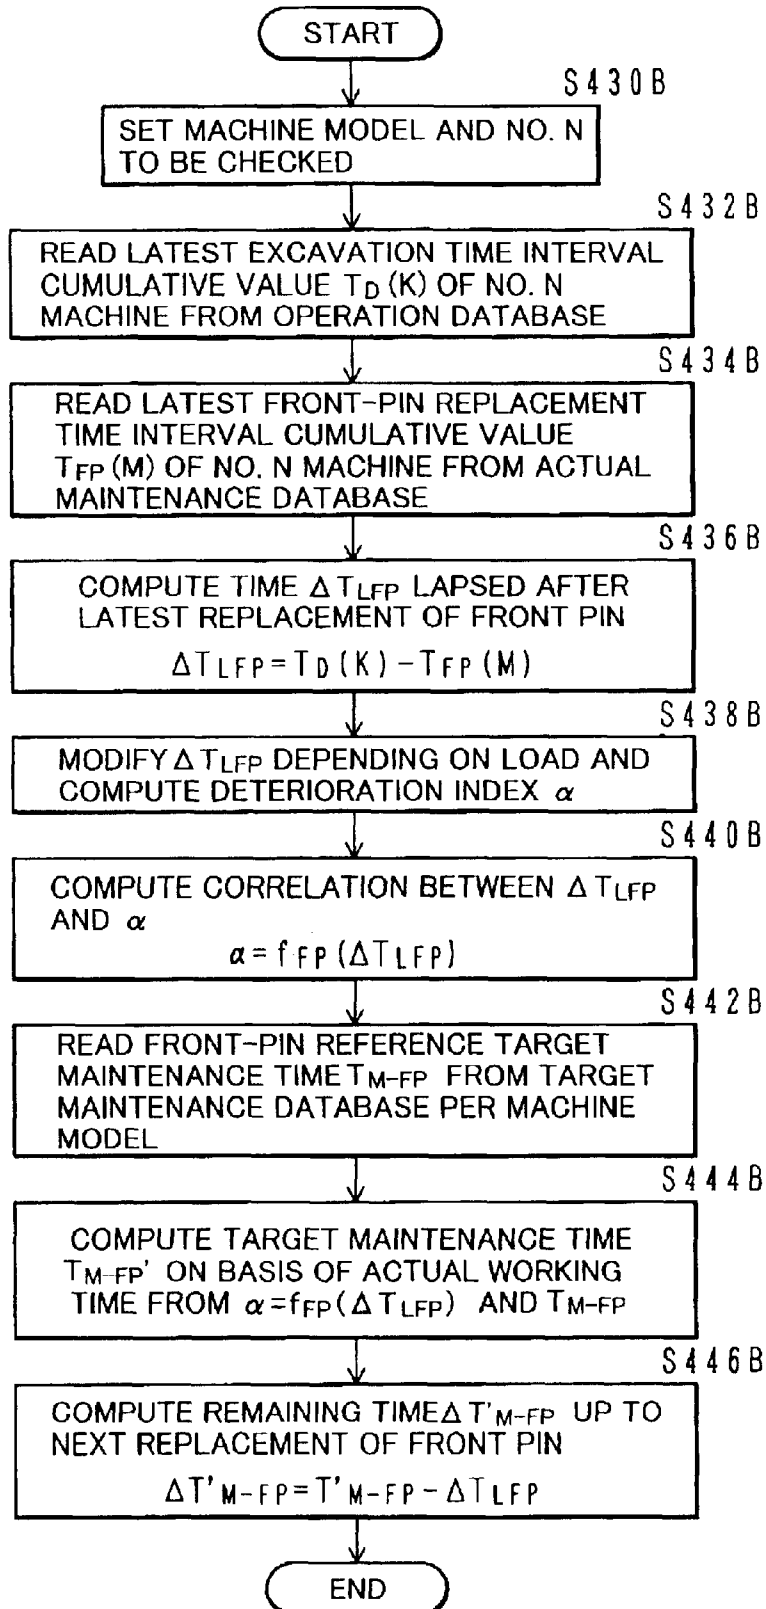 START
S430B
SET MACHINE MODEL AND NO. N
TO BE CHECKED
S432B
READ LATEST EXCAVATION TIME INTERVAL
CUMULATIVE VALUE TD (K) OF NO. N
MACHINE FROM OPERATION DATABASE
S434B
READ LATEST FRONT-PIN REPLACEMENT
TIME INTERVAL CUMULATIVE VALUE
TFP (M) OF NO. N MACHINE FROM ACTUAL
MAINTENANCE DATABASE
S436B
COMPUTE TIME ΔTLFP LAPSED AFTER
LATEST REPLACEMENT OF FRONT PIN
ΔTLFP=TD(K)-TFP(M)
S438B
MODIFY ΔTLFP DEPENDING ON LOAD AND
COMPUTE DETERIORATION INDEX α
S440B
COMPUTE CORRELATION BETWEEN ΔTLFP
AND α
α=fFP(ΔTLFP)
S442B
READ FRONT-PIN REFERENCE TARGET
MAINTENANCE TIME TM-FP FROM TARGET
MAINTENANCE DATABASE PER MACHINE
MODEL
S444B
COMPUTE TARGET MAINTENANCE TIME
TM-FP' ON BASIS OF ACTUAL WORKING
TIME FROM α=fFP(ΔTLFP) AND TM-FP
S446B
COMPUTE REMAINING TIME ΔT'M-FP UP TO
NEXT REPLACEMENT OF FRONT PIN
ΔT'M-FP=T'M-FP-ΔTLFP
END